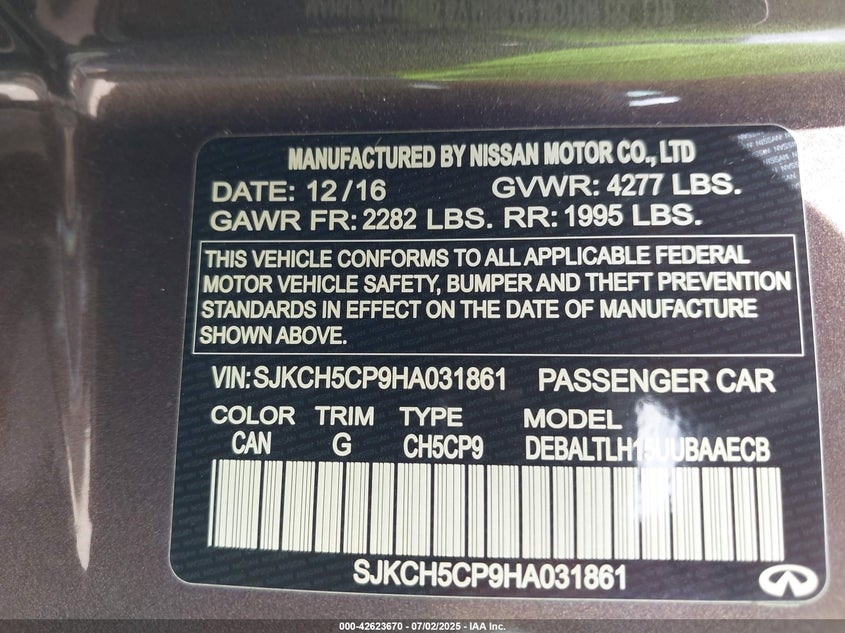 MANUFACTURED BY NISSAN MOTOR CO., LTD
DATE: 12/16 GVWR: 4277 LBS.
GAWR FR: 2282 LBS. RR: 1995 LBS.
THIS VEHICLE CONFORMS TO ALL APPLICABLE FEDERAL
MOTOR VEHICLE SAFETY, BUMPER AND THEFT PREVENTION
STANDARDS IN EFFECT ON THE DATE OF MANUFACTURE
SHOWN ABOVE.
VIN:SJKCH5CP9HA031861 PASSENGER CAR
COLOR TRIM TYPE MODEL
CAN G CH5CP9 DEBALTLH15UUBAAECB
SJKCH5CP9HA031861
000-42623670 - 07/02/2025 - IAA Inc.